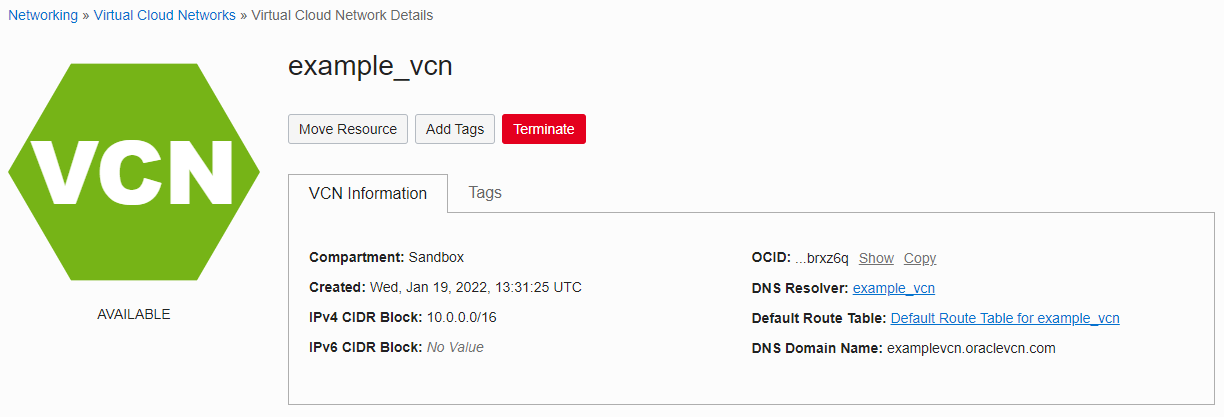 Networking » Virtual Cloud Networks » Virtual Cloud Network Details
example_vcn
VCN
Move Resource Add Tags Terminate
VCN Information Tags
Compartment: Sandbox
Created: Wed, Jan 19, 2022, 13:31:25 UTC
IPv4 CIDR Block: 10.0.0.0/16
IPv6 CIDR Block: No Value
OCID: ...brxz6q Show Copy
DNS Resolver: example_vcn
Default Route Table: Default Route Table for example_vcn
DNS Domain Name: examplevcn.oraclevcn.com
AVAILABLE